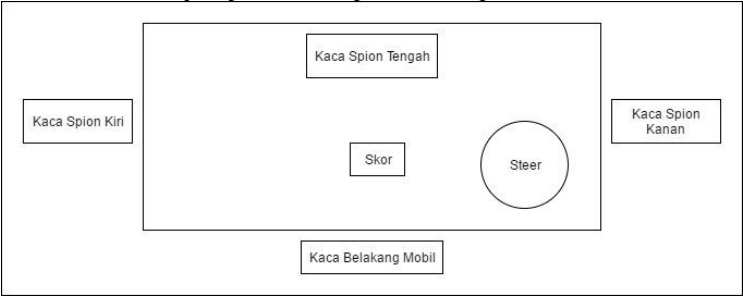 Kaca Spion Tengah
Kaca Spion Kiri
Kaca Spion
Kanan
Skor
Steer
Kaca Belakang Mobil